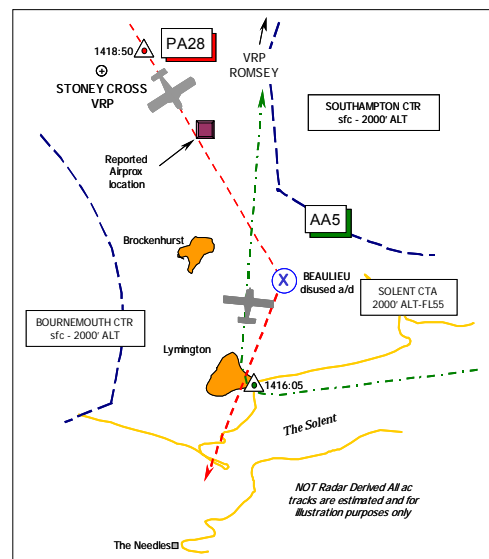 1418:50
PA28
STONEY CROSS
VRP
VRP
ROMSEY
SOUTHAMPTON CTR
sfc - 2000' ALT
Reported
Airprox
location
AA5
Brockenhurst
X
BEAULIEU
disused a/d
SOLENT CTA
2000' ALT-FL55
BOURNEMOUTH CTR
sfc - 2000' ALT
Lymington
1416:05
The Solent
NOT Radar Derived All ac
tracks are estimated and for
illustration purposes only
The Needles